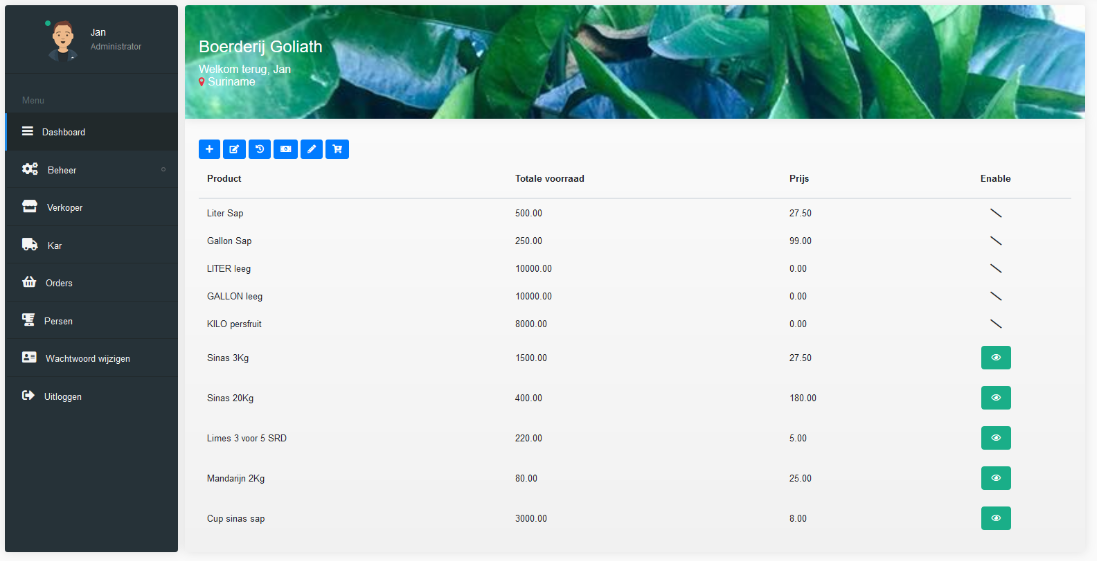 Jan
Administrator
Menu
Dashboard
Beheer
Verkoper
Kar
Orders
Persen
Wachtwoord wijzigen
Uitloggen
Boerderij Goliath
Welkom terug, Jan
Suriname
Product Totale voorraad Prijs Enable
Liter Sap 500.00 27.50
Gallon Sap 250.00 99.00
LITER leeg 10000.00 0.00
GALLON leeg 10000.00 0.00
KILO persfruit 8000.00 0.00
Sinas 3Kg 1500.00 27.50
Sinas 20Kg 400.00 180.00
Limes 3 voor 5 SRD 220.00 5.00
Mandarijn 2Kg 80.00 25.00
Cup sinas sap 3000.00 8.00